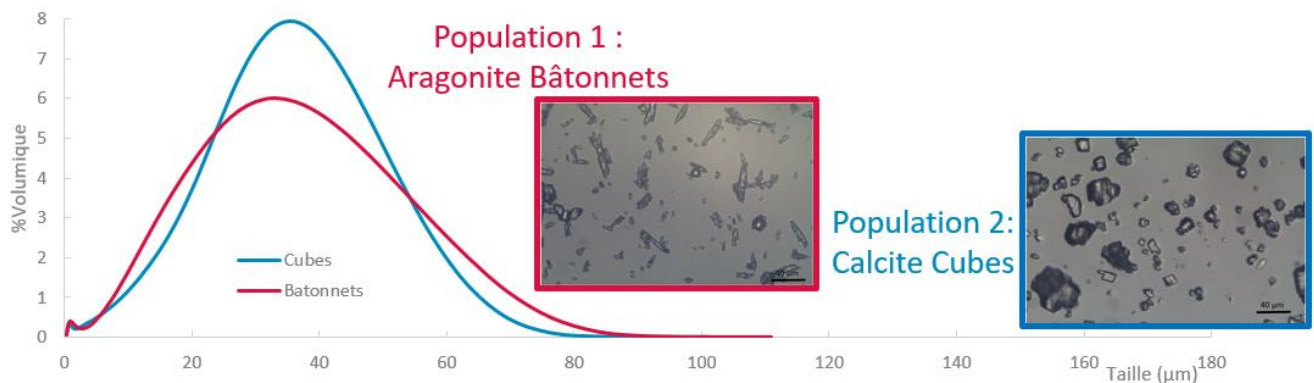 8
7
6
5
4
3
2
1
0
%Volumique
Population 1 :
Aragonite Bâtonnets
40 µm
Population 2:
Calcite Cubes
40 µm
Cubes
Batonnets
0 20 40 60 80 100 120 140 160 180
Taille (µm)